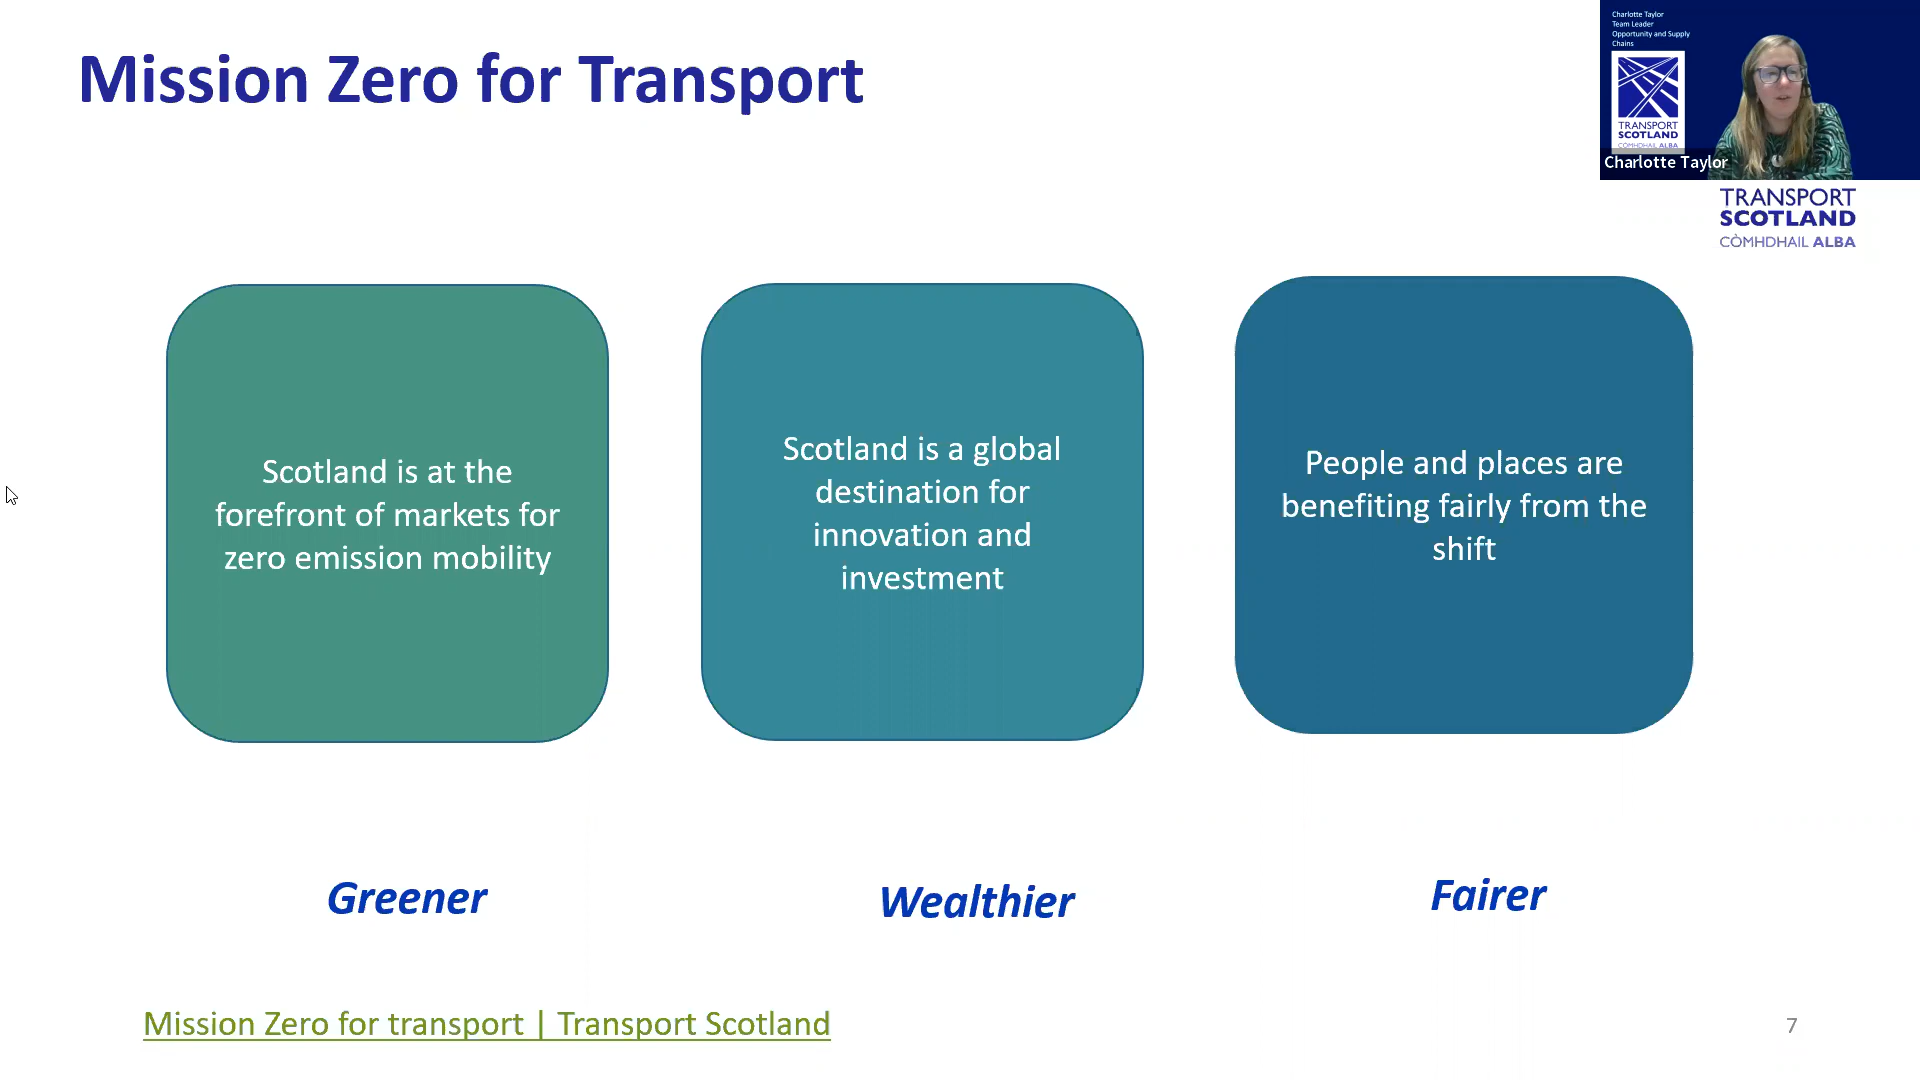 Mission Zero for Transport
Charlotte Taylor
Team Leader
Opportunity and Supply
Chains
TRANSPORT
SCOTLAND
CÒMHDHAIL ALBA
Charlotte Taylor
TRANSPORT
SCOTLAND
CÒMHDHAIL ALBA
Scotland is at the
forefront of markets for
zero emission mobility
Scotland is a global
destination for
innovation and
investment
People and places are
benefiting fairly from the
shift
Greener
Wealthier
Fairer
Mission Zero for transport | Transport Scotland
7